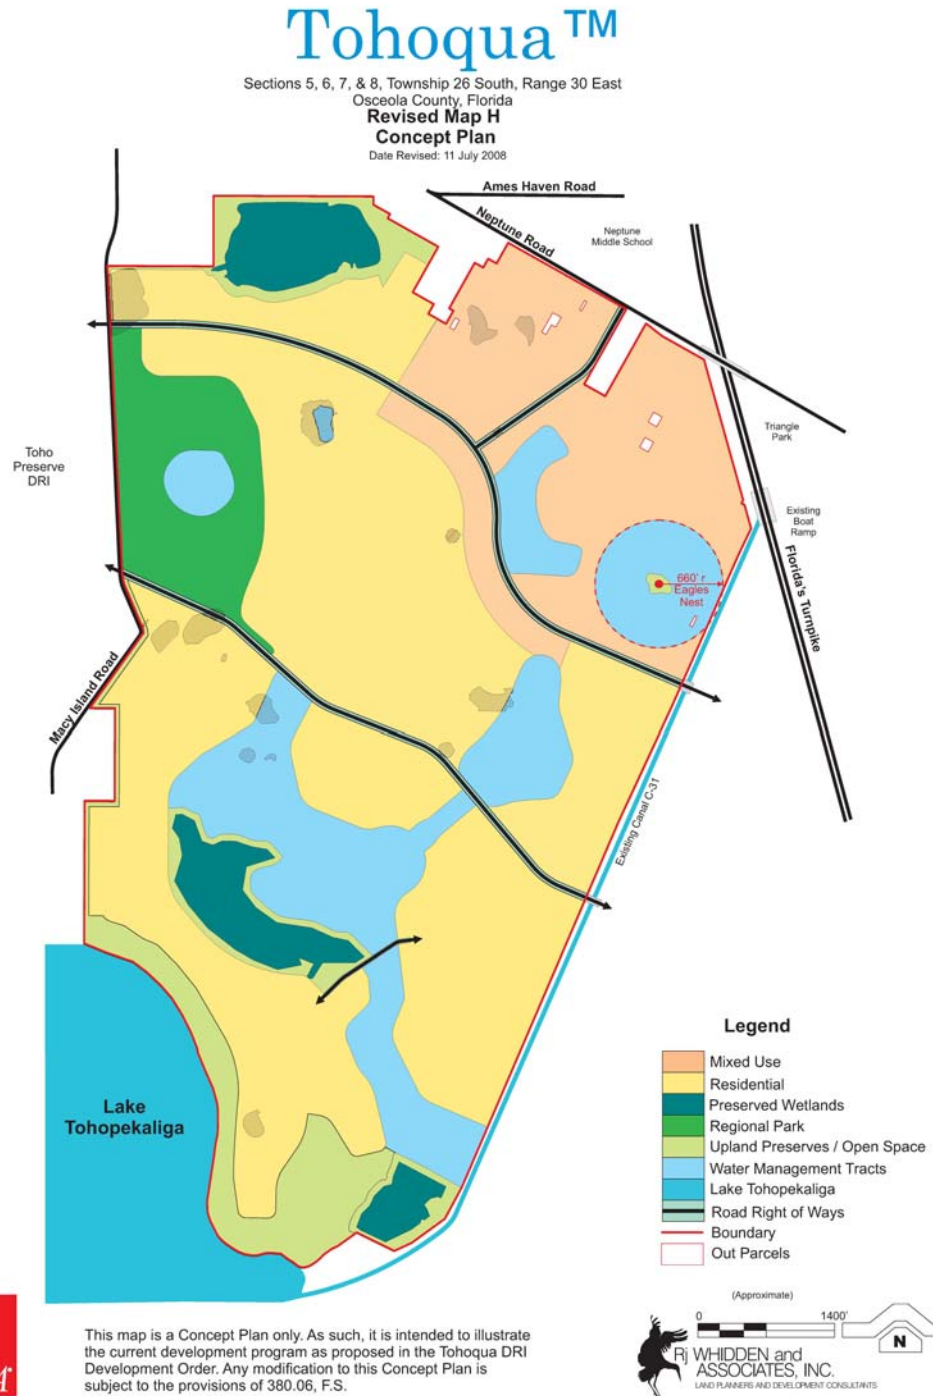 Tohoqua™
Sections 5, 6, 7, & 8, Township 26 South, Range 30 East
Osceola County, Florida
Revised Map H
Concept Plan
Date Revised: 11 July 2008
Ames Haven Road
Neptune Road
Neptune
Middle School
Toho
Preserve
DRI
Triangle
Park
Existing
Boat
Ramp
Florida's Turnpike
660' r
Eagles
Nest
Macy Island Road
Existing Canal C-31
Lake
Tohopekaliga
Legend
Mixed Use
Residential
Preserved Wetlands
Regional Park
Upland Preserves / Open Space
Water Management Tracts
Lake Tohopekaliga
Road Right of Ways
Boundary
Out Parcels
(Approximate)
0 1400'
N
Rj WHIDDEN and
ASSOCIATES, INC.
LAND PLANNERS AND DEVELOPMENT CONSULTANTS
This map is a Concept Plan only. As such, it is intended to illustrate
the current development program as proposed in the Tohoqua DRI
Development Order. Any modification to this Concept Plan is
subject to the provisions of 380.06, F.S.